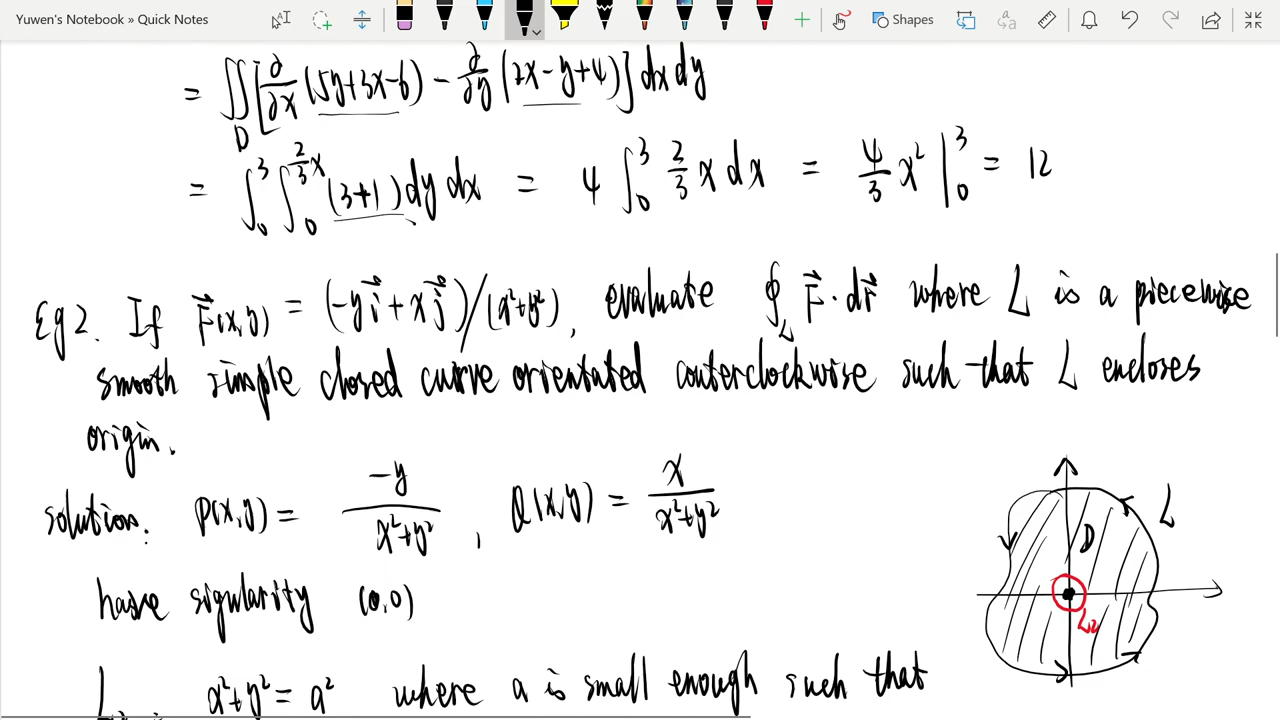 Yuwen's Notebook » Quick Notes
Shapes
= ∬_D [∂/∂x (5y+3x-6) - ∂/∂y (2x-y+4)] dx dy
= ∫_0^3 ∫_0^{2/3 x} (3+1) dy dx = 4 ∫_0^3 2/3 x dx = 4/3 x² |_0^3 = 12
Eg 2. If F⃗(x,y) = (-y i⃗ + x j⃗)/(x²+y²), evaluate ∮_L F⃗·dr⃗ where L is a piecewise
smooth simple closed curve orientated couterclockwise such that L encloses
origin.
solution: P(x,y) = -y/(x²+y²), Q(x,y) = x/(x²+y²)
have sigularity (0,0)
x²+y² = a² where a is small enough such that
L
D